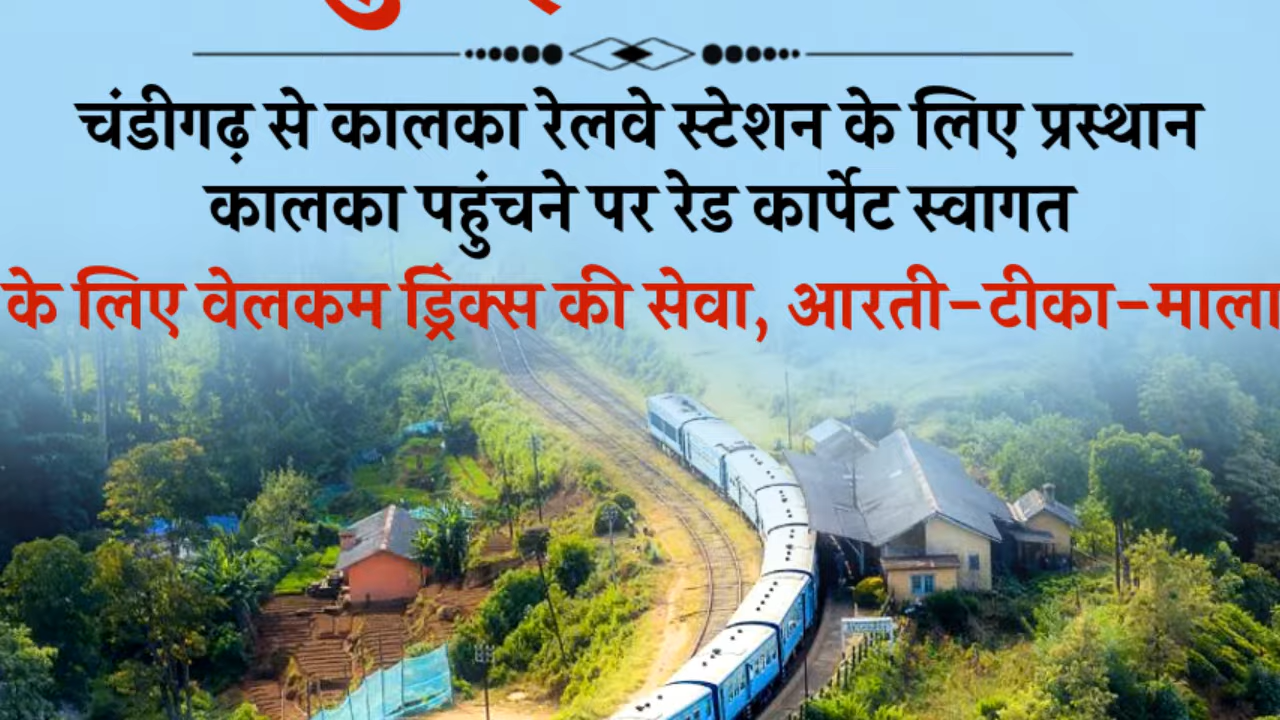 चंडीगढ़ से कालका रेलवे स्टेशन के लिए प्रस्थान
कालका पहुंचने पर रेड कार्पेट स्वागत
के लिए वेलकम ड्रिंक्स की सेवा, आरती-टीका-माला